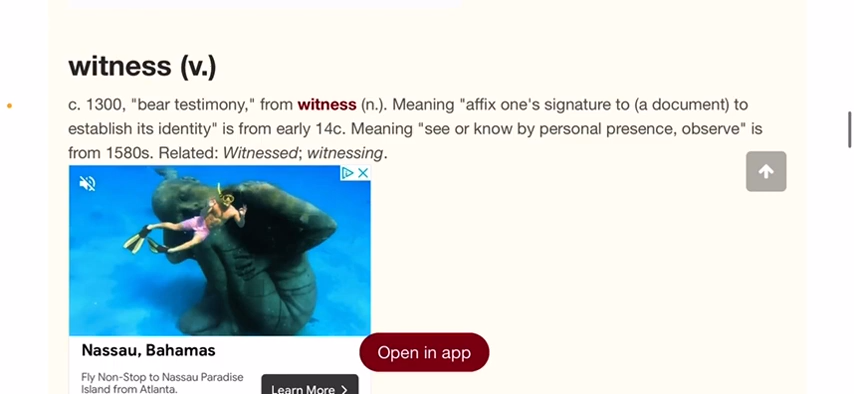 witness (v.)
c. 1300, "bear testimony," from witness (n.). Meaning "affix one's signature to (a document) to
establish its identity" is from early 14c. Meaning "see or know by personal presence, observe" is
from 1580s. Related: Witnessed; witnessing.
Nassau, Bahamas
Open in app
Fly Non-Stop to Nassau Paradise
Island from Atlanta.
Learn More